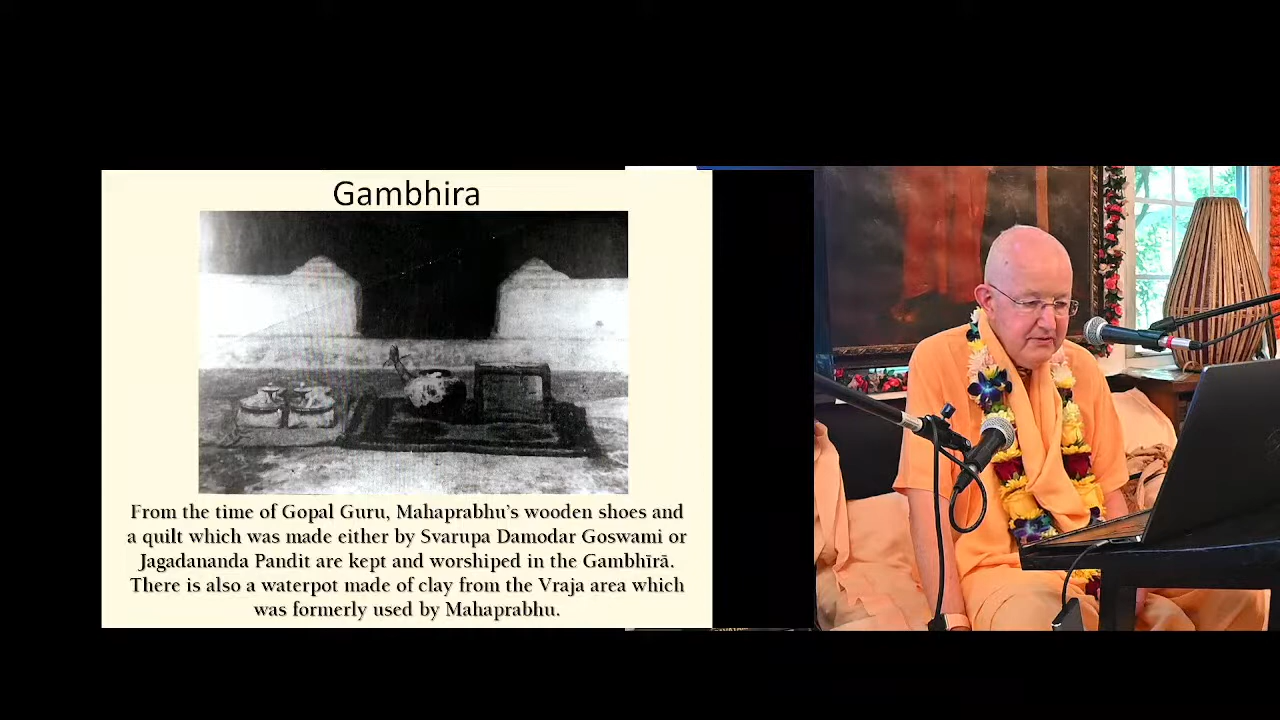 Gambhira
From the time of Gopal Guru, Mahaprabhu's wooden shoes and
a quilt which was made either by Svarupa Damodar Goswami or
Jagadananda Pandit are kept and worshiped in the Gambhīrā.
There is also a waterpot made of clay from the Vraja area which
was formerly used by Mahaprabhu.